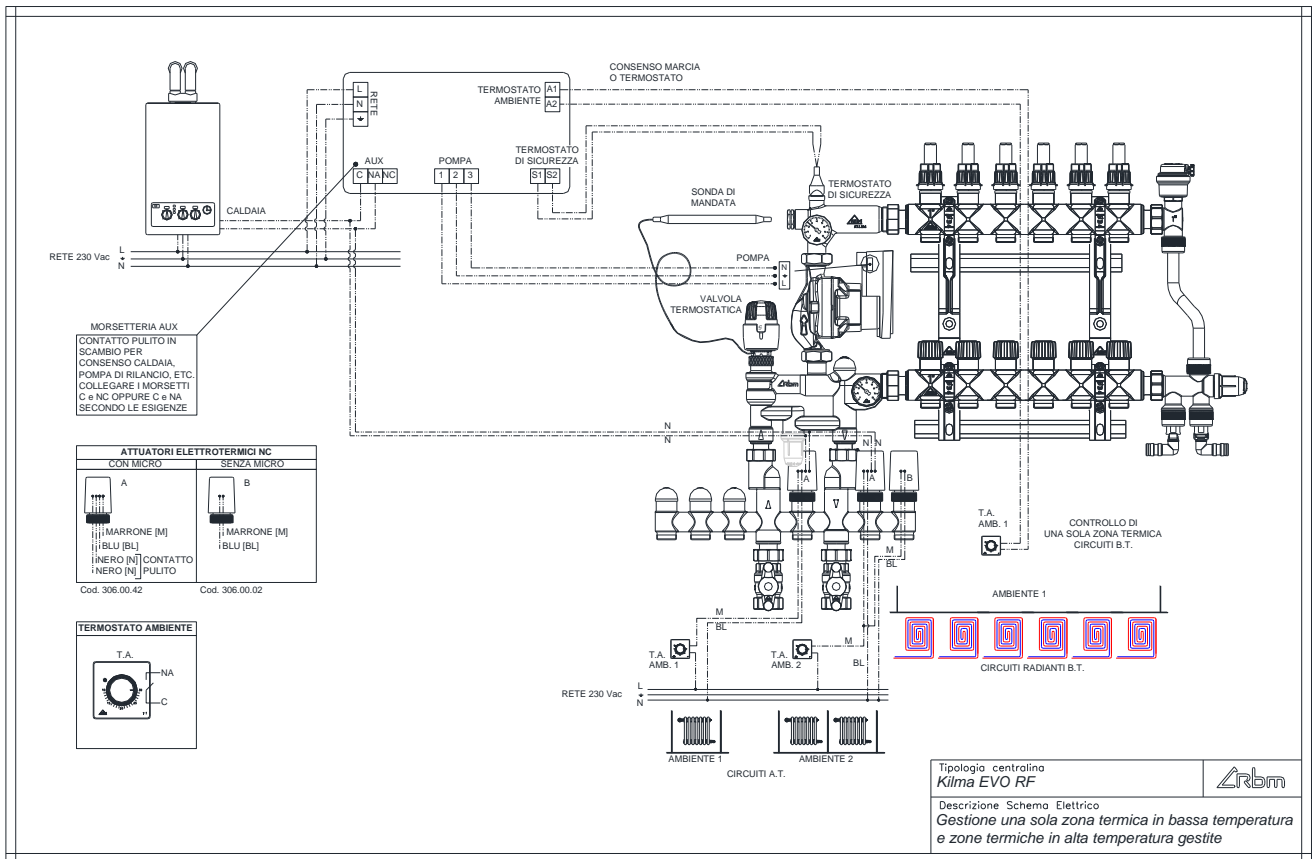 CONSENSO MARCIA
O TERMOSTATO
L
N
RETE
TERMOSTATO
AMBIENTE
A1
A2
AUX
C NA NC
POMPA
1 2 3
TERMOSTATO
DI SICUREZZA
S1 S2
CALDAIA
L
RETE 230 Vac
N
SONDA DI
MANDATA
TERMOSTATO
DI SICUREZZA
POMPA
N
L
VALVOLA
TERMOSTATICA
MORSETTERIA AUX
CONTATTO PULITO IN
SCAMBIO PER
CONSENSO CALDAIA,
POMPA DI RILANCIO, ETC.
COLLEGARE I MORSETTI
C e NC OPPURE C e NA
SECONDO LE ESIGENZE
N
N
N N
A
A
B
ATTUATORI ELETTROTERMICI NC
CON MICRO
SENZA MICRO
A
B
MARRONE [M]
BLU [BL]
NERO [N]
NERO [N]
CONTATTO
PULITO
MARRONE [M]
BLU [BL]
Cod. 306.00.42
Cod. 306.00.02
TERMOSTATO AMBIENTE
T.A.
NA
C
M
BL
M
BL
M
BL
T.A.
AMB. 1
T.A.
AMB. 2
T.A.
AMB. 1
CONTROLLO DI
UNA SOLA ZONA TERMICA
CIRCUITI B.T.
AMBIENTE 1
CIRCUITI RADIANTI B.T.
L
RETE 230 Vac
N
AMBIENTE 1
AMBIENTE 2
CIRCUITI A.T.
Tipologia centralina
Kilma EVO RF
rbm
Descrizione Schema Elettrico
Gestione una sola zona termica in bassa temperatura
e zone termiche in alta temperatura gestite